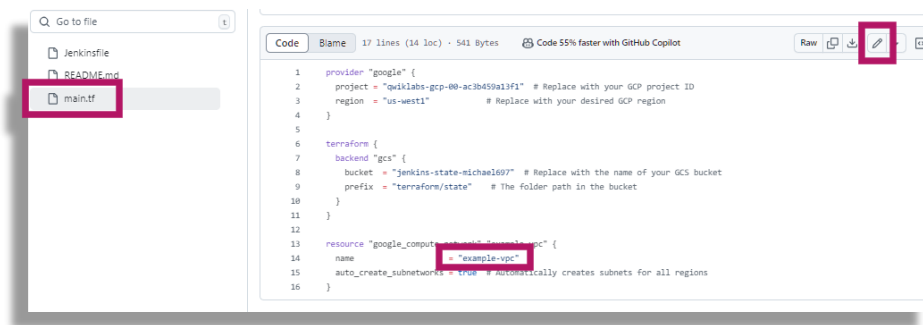 Go to file
t
Jenkinsfile
README.md
main.tf
Code Blame 17 lines (14 loc) · 541 Bytes Code 55% faster with GitHub Copilot Raw
1 provider "google" {
2 project = "qwiklabs-gcp-00-ac3b459a13f1" # Replace with your GCP project ID
3 region = "us-west1" # Replace with your desired GCP region
4 }
5
6 terraform {
7 backend "gcs" {
8 bucket = "jenkins-state-michael697" # Replace with the name of your GCS bucket
9 prefix = "terraform/state" # The folder path in the bucket
10 }
11 }
12
13 resource "google_compute_network" "example-vpc" {
14 name = "example-vpc"
15 auto_create_subnetworks = true # Automatically creates subnets for all regions
16 }